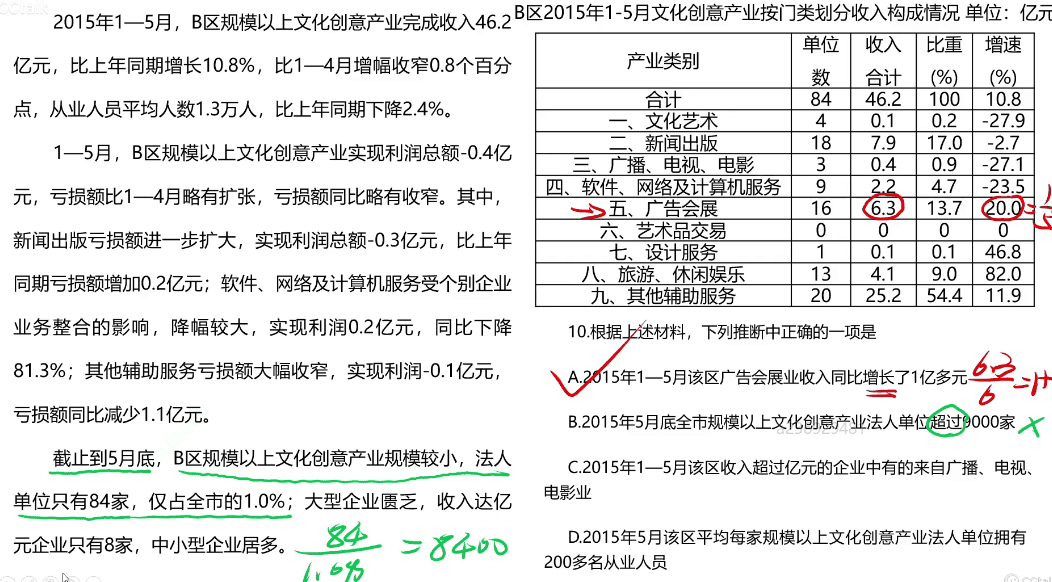 2015年1—5月，B区规模以上文化创意产业完成收入46.2
亿元，比上年同期增长10.8%，比1—4月增幅收窄0.8个百分
点，从业人员平均人数1.3万人，比上年同期下降2.4%。
1—5月，B区规模以上文化创意产业实现利润总额-0.4亿
元，亏损额比1—4月略有扩张，亏损额同比略有收窄。其中，
新闻出版亏损额进一步扩大，实现利润总额-0.3亿元，比上年
同期亏损额增加0.2亿元；软件、网络及计算机服务受个别企业
业务整合的影响，降幅较大，实现利润0.2亿元，同比下降
81.3%；其他辅助服务亏损额大幅收窄，实现利润-0.1亿元，
亏损额同比减少1.1亿元。
截止到5月底，B区规模以上文化创意产业规模较小，法人
单位只有84家，仅占全市的1.0%；大型企业匮乏，收入达亿
元企业只有8家，中小型企业居多。
84
1.0% =8400
B区2015年1-5月文化创意产业按门类划分收入构成情况 单位：亿元
产业类别 单位数 收入合计 比重(%) 增速(%)
合计 84 46.2 100 10.8
一、文化艺术 4 0.1 0.2 -27.9
二、新闻出版 18 7.9 17.0 -2.7
三、广播、电视、电影 3 0.4 0.9 -27.1
四、软件、网络及计算机服务 9 2.2 4.7 -23.5
五、广告会展 16 6.3 13.7 20.0 =1/5
六、艺术品交易 0 0 0 0
七、设计服务 1 0.1 0.1 46.8
八、旅游、休闲娱乐 13 4.1 9.0 82.0
九、其他辅助服务 20 25.2 54.4 11.9
10.根据上述材料，下列推断中正确的一项是
A.2015年1—5月该区广告会展业收入同比增长了1亿多元 6.3/6 =1+
B.2015年5月底全市规模以上文化创意产业法人单位超过9000家 ×
C.2015年1—5月该区收入超过亿元的企业中有的来自广播、电视、
电影业
D.2015年5月该区平均每家规模以上文化创意产业法人单位拥有
200多名从业人员